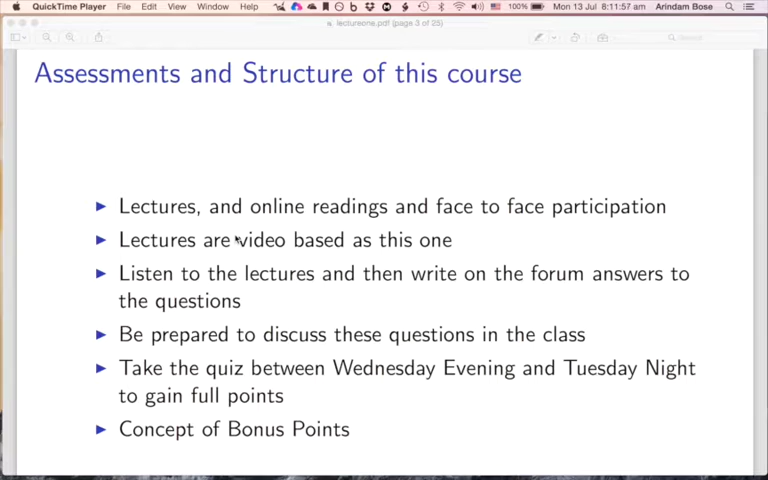 QuickTime Player File Edit View Window Help 100% Mon 13 Jul 8:11:57 am Arindam Bose
lectureone.pdf (page 3 of 25)
Search
Assessments and Structure of this course
Lectures, and online readings and face to face participation
Lectures are video based as this one
Listen to the lectures and then write on the forum answers to
the questions
Be prepared to discuss these questions in the class
Take the quiz between Wednesday Evening and Tuesday Night
to gain full points
Concept of Bonus Points